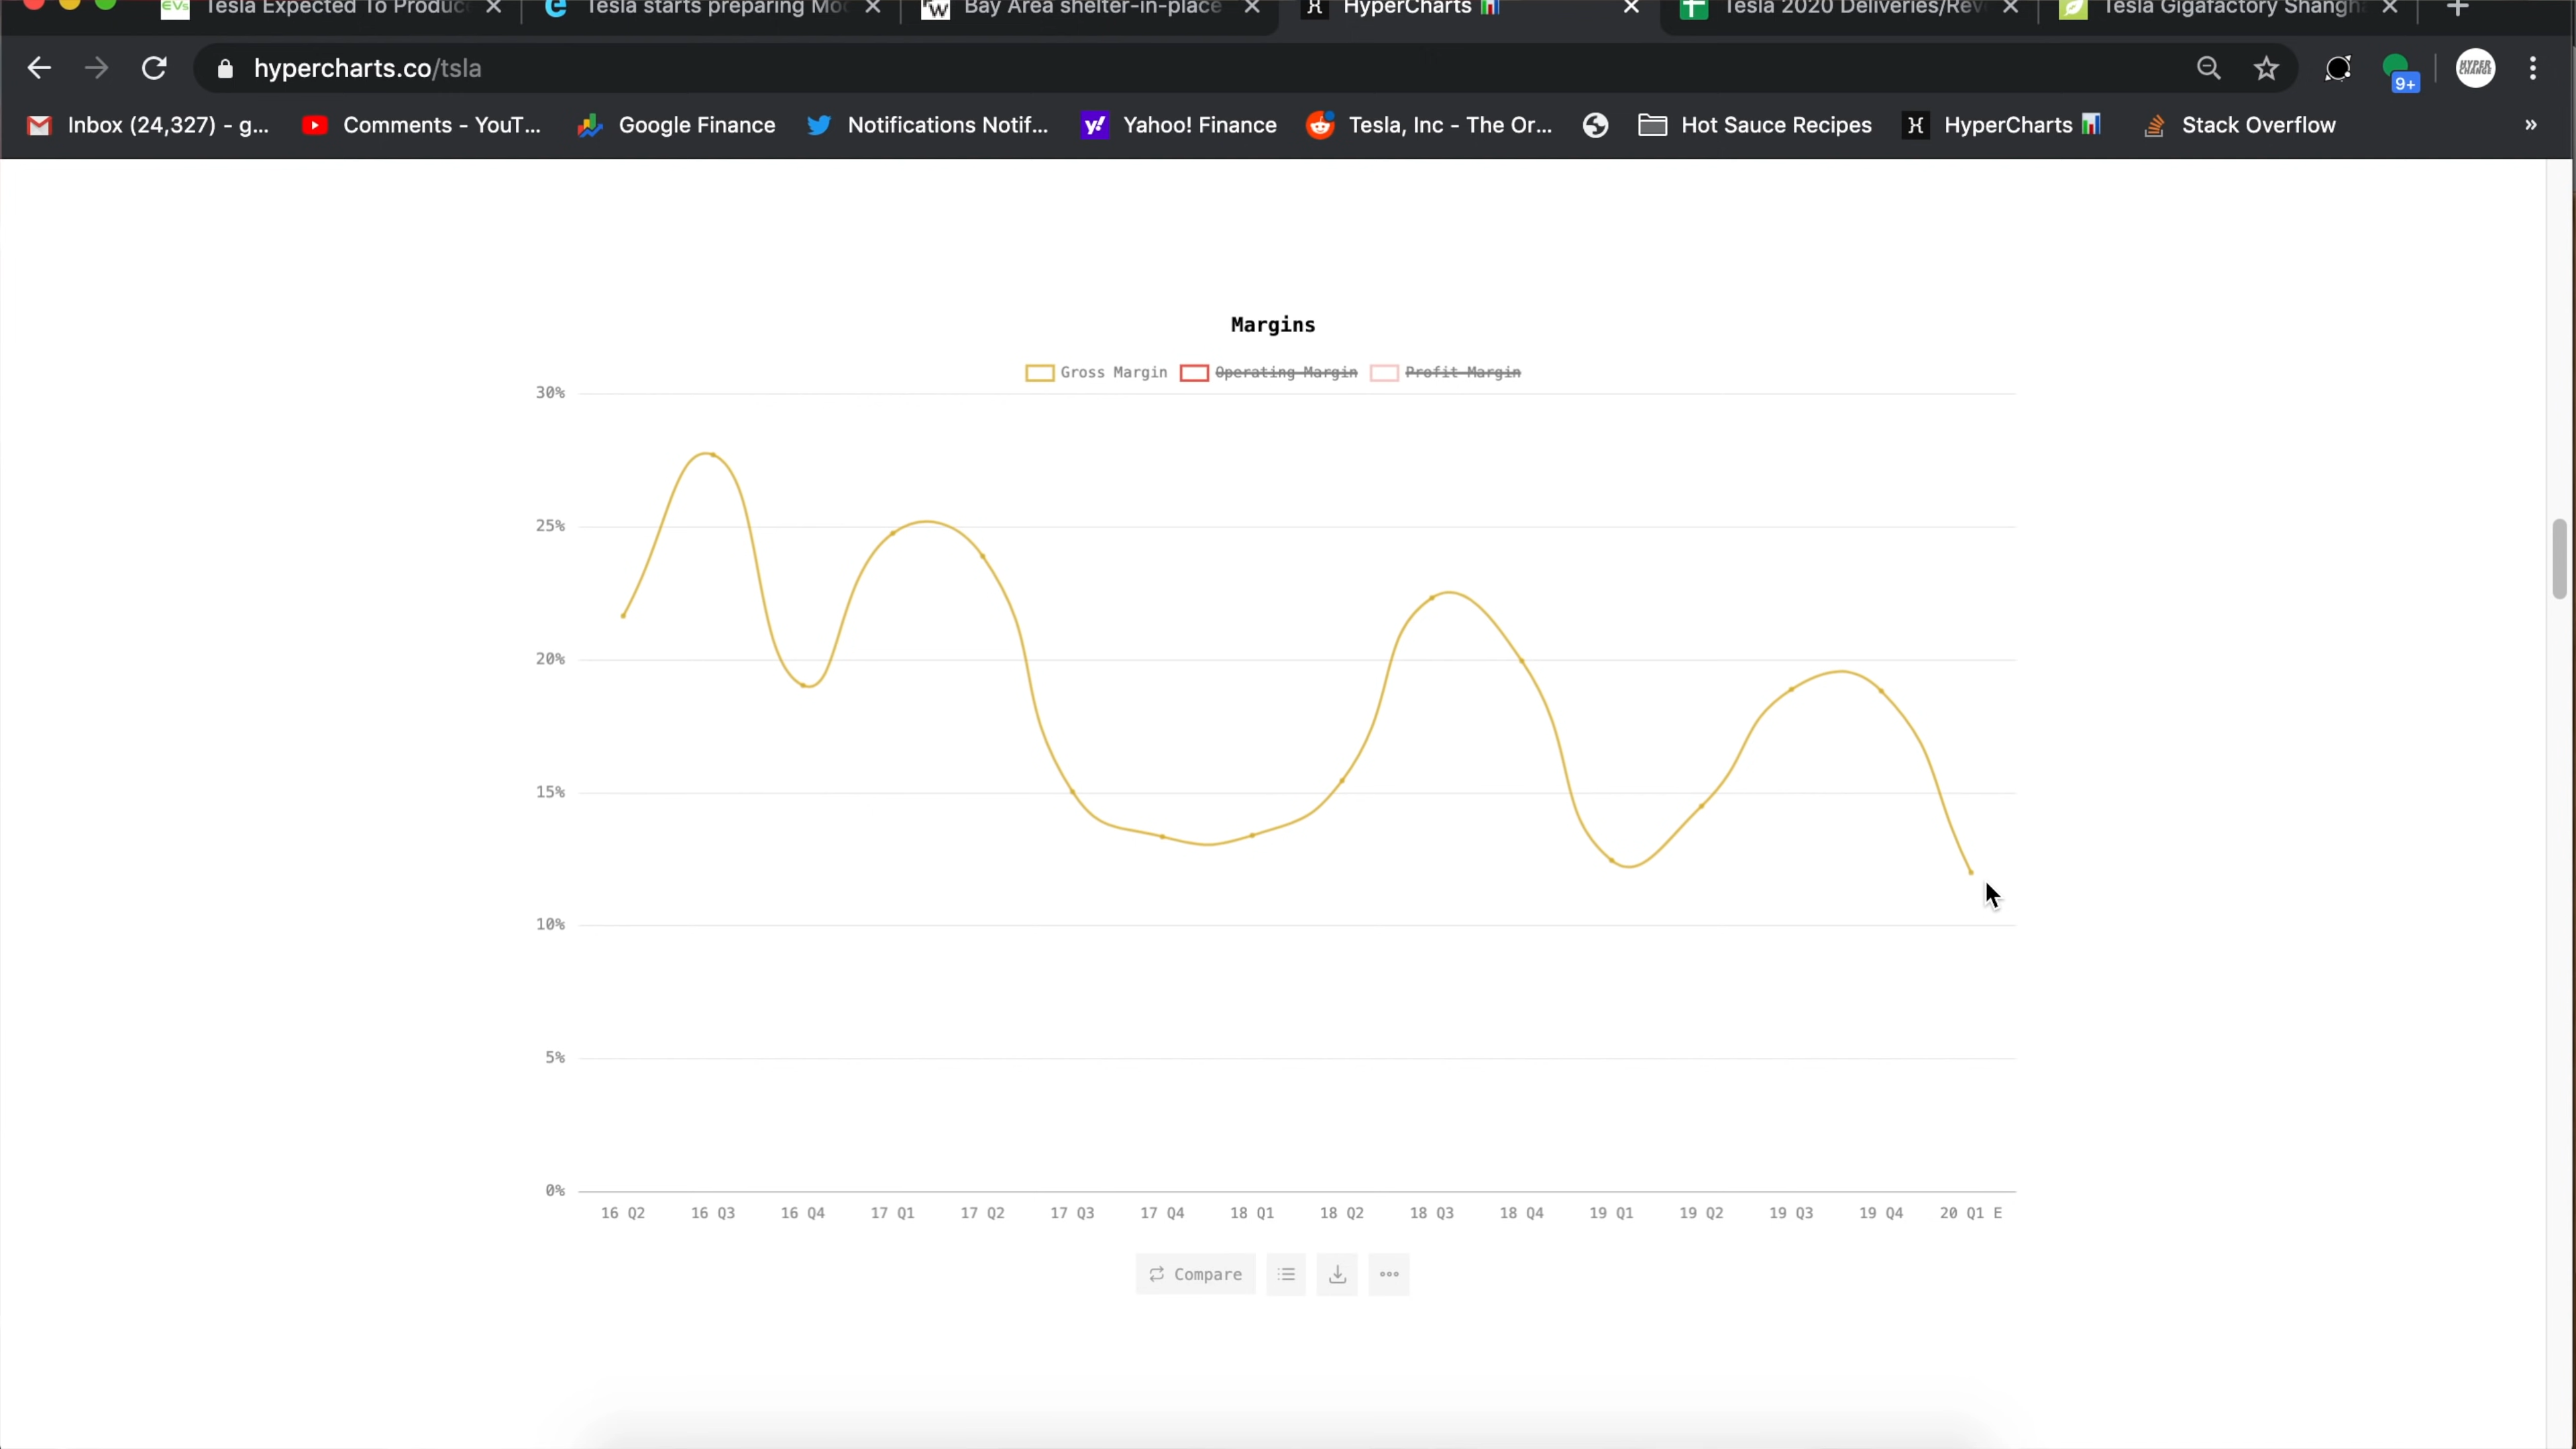 EVs Tesla Expected To Produc Tesla starts preparing Mo W Bay Area shelter-in-place HyperCharts Tesla 2020 Deliveries/Rev Tesla Gigafactory Shangh
hypercharts.co/tsla HYPER CHANGE 9+
Inbox (24,327) - g... Comments - YouT... Google Finance Notifications Notif... y! Yahoo! Finance Tesla, Inc - The Or... Hot Sauce Recipes HyperCharts Stack Overflow »
Margins
Gross Margin Operating Margin Profit Margin
30%
25%
20%
15%
10%
5%
0%
16 Q2 16 Q3 16 Q4 17 Q1 17 Q2 17 Q3 17 Q4 18 Q1 18 Q2 18 Q3 18 Q4 19 Q1 19 Q2 19 Q3 19 Q4 20 Q1 E
Compare